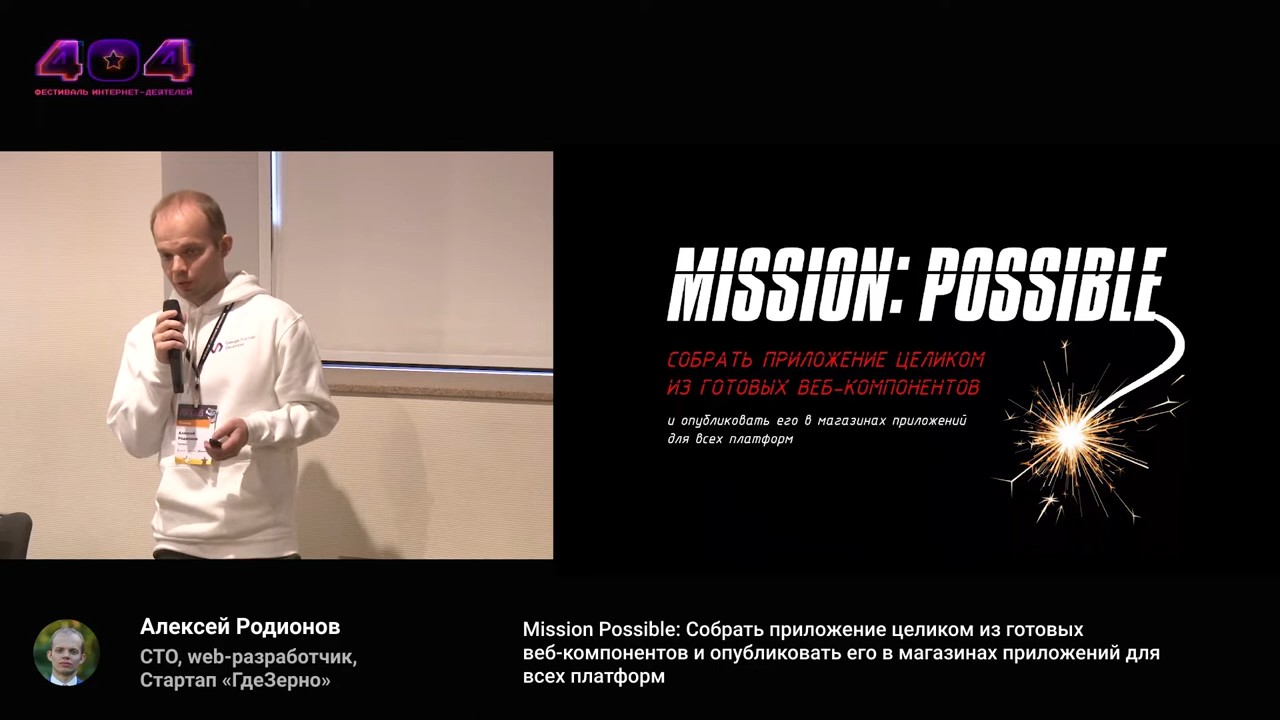 404
ФЕСТИВАЛЬ ИНТЕРНЕТ-ДЕЯТЕЛЕЙ
MISSION: POSSIBLE
СОБРАТЬ ПРИЛОЖЕНИЕ ЦЕЛИКОМ
ИЗ ГОТОВЫХ ВЕБ-КОМПОНЕНТОВ
и опубликовать его в магазинах приложений
для всех платформ
Алексей
Родионов
Алексей Родионов
СТО, web-разработчик,
Стартап «ГдеЗерно»
Mission Possible: Собрать приложение целиком из готовых
веб-компонентов и опубликовать его в магазинах приложений для
всех платформ